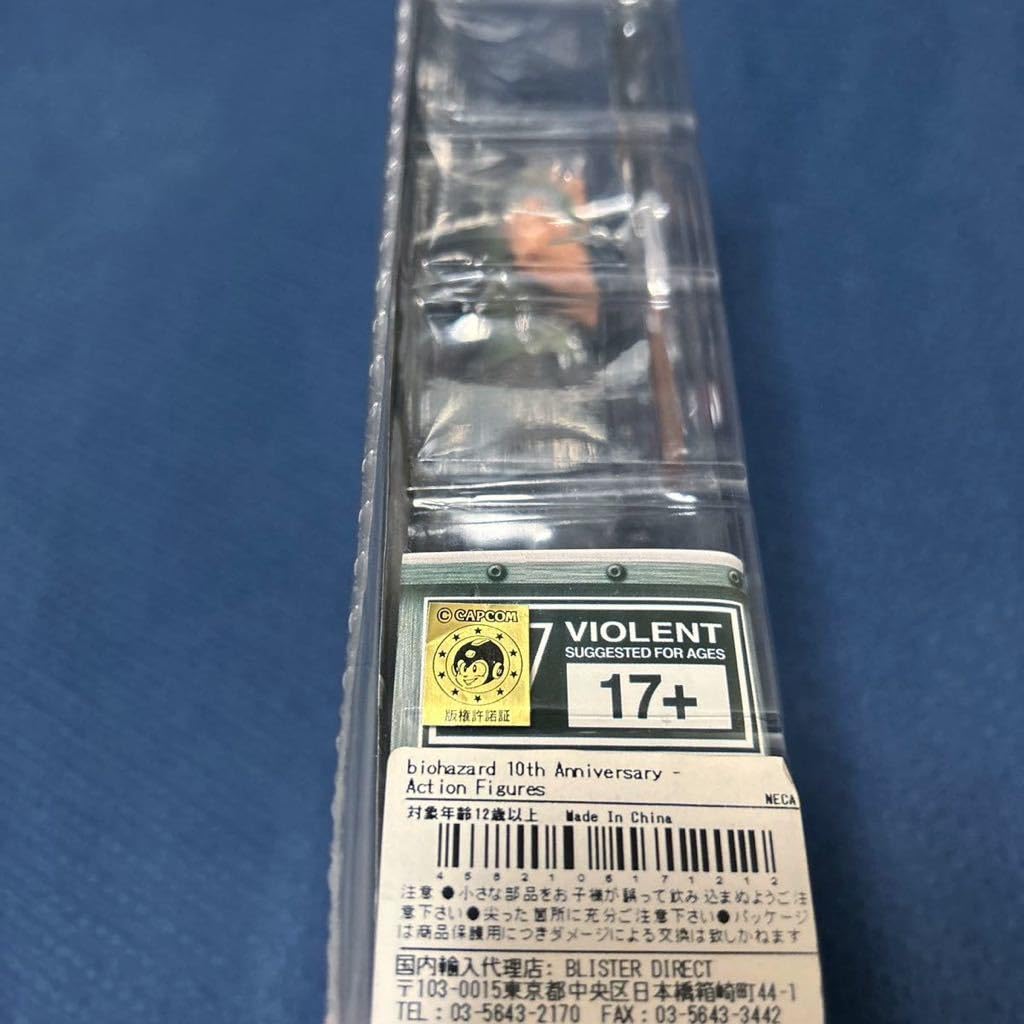 © CAPCOM
版権許諾証
VIOLENT
SUGGESTED FOR AGES
17+
biohazard 10th Anniversary -
Action Figures
NECA
対象年齢12歳以上 Made In China
4582106171212
注意 ●小さな部品をお子様が誤って飲み込まぬようご注
意下さい●尖った箇所に充分ご注意下さい●パッケージ
は商品保護用につきダメージによる交換は致しかねます
国内輸入代理店: BLISTER DIRECT
〒103-0015東京都中央区日本橋箱崎町44-1
TEL : 03-5643-2170 FAX : 03-5643-3442